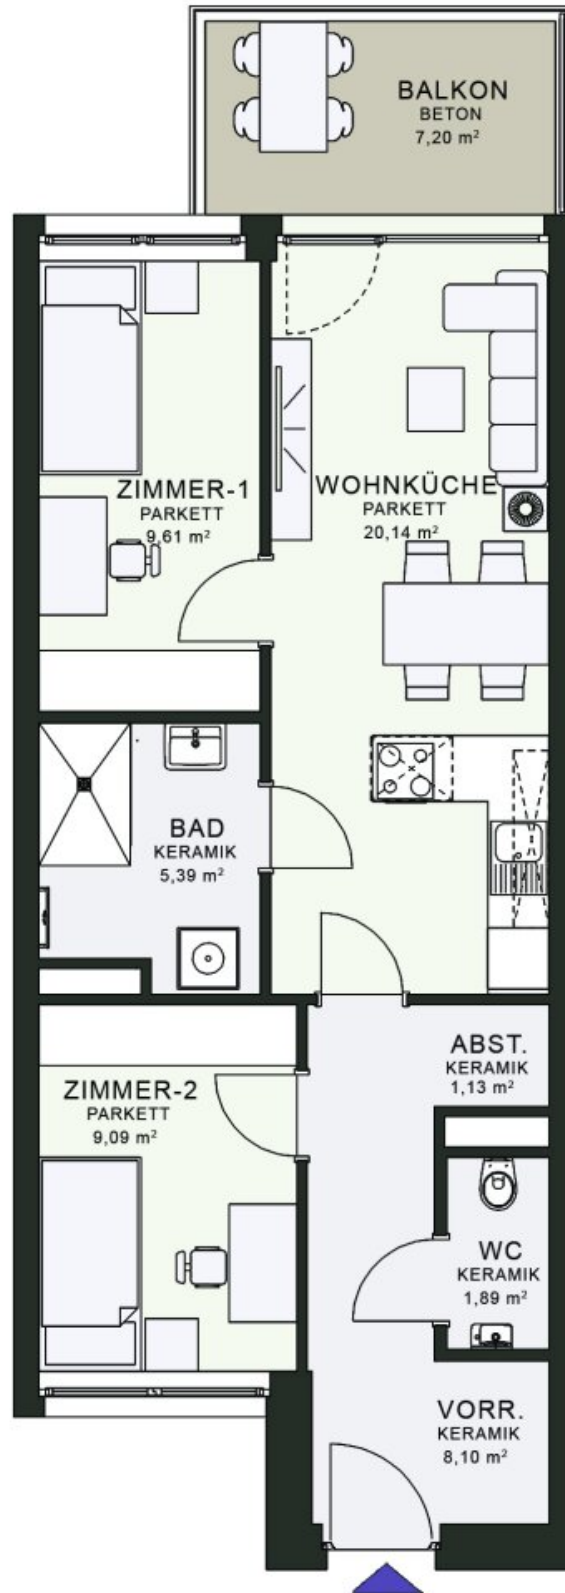 BALKON
BETON
7,20 m²
ZIMMER-1
PARKETT
9,61 m²
WOHNKÜCHE
PARKETT
20,14 m²
BAD
KERAMIK
5,39 m²
ABST.
KERAMIK
1,13 m²
ZIMMER-2
PARKETT
9,09 m²
WC
KERAMIK
1,89 m²
VORR.
KERAMIK
8,10 m²